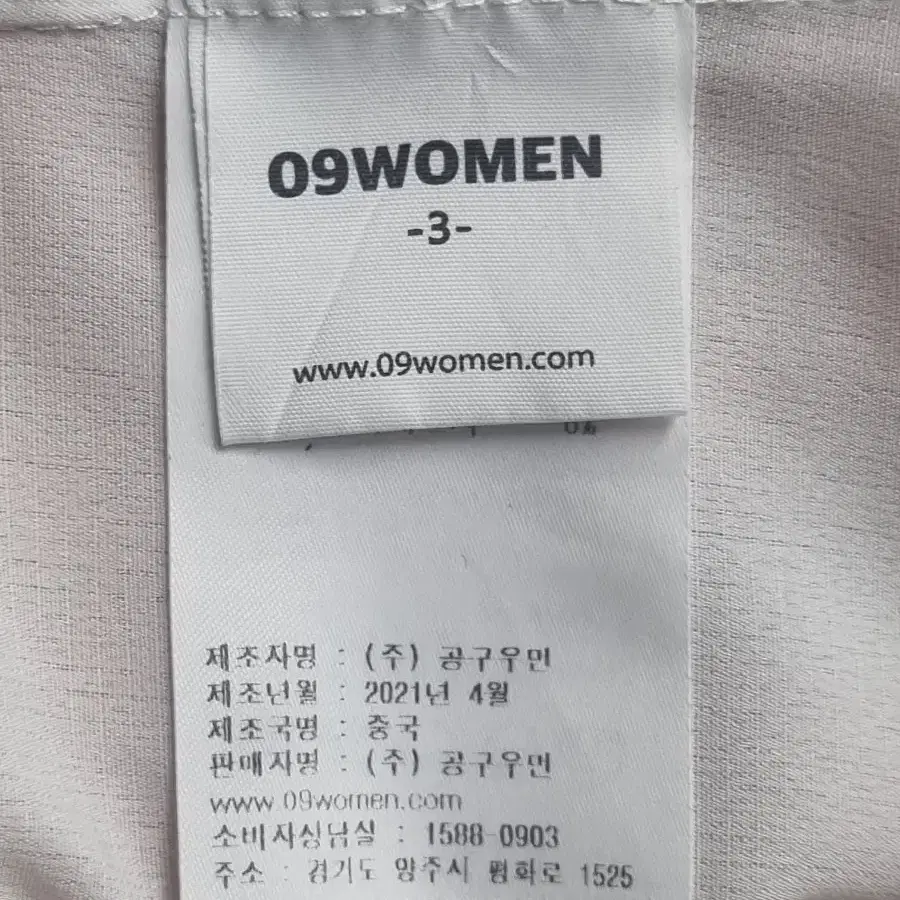 09WOMEN
-3-
www.09women.com
제조자명 : (주) 공구우먼
제조년월 : 2021년 4월
제조국명 : 중국
판매자명 : (주) 공구우먼
www.09women.com
소비자상담실 : 1588-0903
주소 : 경기도 양주시 평화로 1525